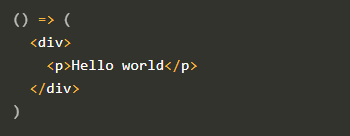 () => (
  <div>
    <p>Hello world</p>
  </div>
)